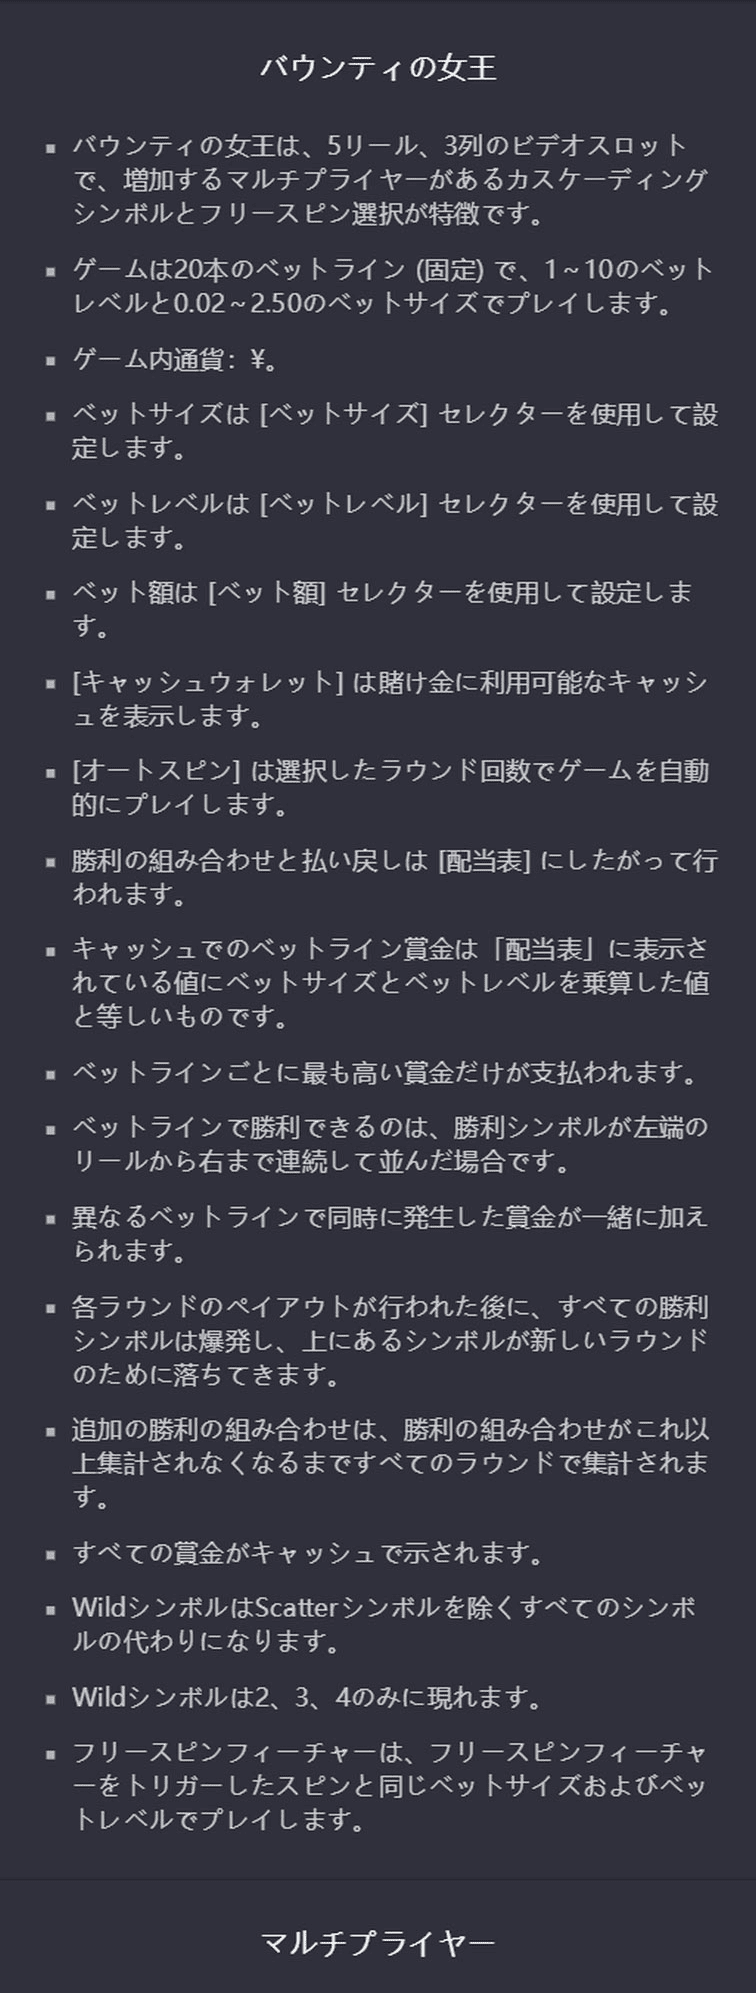 バウンティの女王
▪ バウンティの女王は、5リール、3列のビデオスロット
で、増加するマルチプライヤーがあるカスケーディング
シンボルとフリースピン選択が特徴です。
▪ ゲームは20本のベットライン (固定) で、1~10のベット
レベルと0.02~2.50のベットサイズでプレイします。
▪ ゲーム内通貨: ¥。
▪ ベットサイズは [ベットサイズ] セレクターを使用して設
定します。
▪ ベットレベルは [ベットレベル] セレクターを使用して設
定します。
▪ ベット額は [ベット額] セレクターを使用して設定しま
す。
▪ [キャッシュウォレット] は賭け金に利用可能なキャッシ
ュを表示します。
▪ [オートスピン] は選択したラウンド回数でゲームを自動
的にプレイします。
▪ 勝利の組み合わせと払い戻しは [配当表] にしたがって行
われます。
▪ キャッシュでのベットライン賞金は「配当表」に表示さ
れている値にベットサイズとベットレベルを乗算した値
と等しいものです。
▪ ベットラインごとに最も高い賞金だけが支払われます。
▪ ベットラインで勝利できるのは、勝利シンボルが左端の
リールから右まで連続して並んだ場合です。
▪ 異なるベットラインで同時に発生した賞金が一緒に加え
られます。
▪ 各ラウンドのペイアウトが行われた後に、すべての勝利
シンボルは爆発し、上にあるシンボルが新しいラウンド
のために落ちてきます。
▪ 追加の勝利の組み合わせは、勝利の組み合わせがこれ以
上集計されなくなるまですべてのラウンドで集計されま
す。
▪ すべての賞金がキャッシュで示されます。
▪ WildシンボルはScatterシンボルを除くすべてのシンボ
ルの代わりになります。
▪ Wildシンボルは2、3、4のみに現れます。
▪ フリースピンフィーチャーは、フリースピンフィーチャ
ーをトリガーしたスピンと同じベットサイズおよびベッ
トレベルでプレイします。
マルチプライヤー